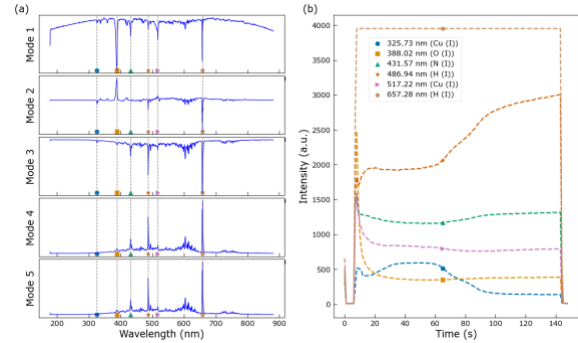 (a)
Mode 1
Mode 2
Mode 3
Mode 4
Mode 5
200 300 400 500 600 700 800 900
Wavelength (nm)
(b)
4000
3500
3000
2500
2000
1500
1000
500
0
Intensity (a.u.)
325.73 nm (Cu (I))
388.02 nm (O (I))
431.57 nm (N (I))
486.94 nm (H (I))
517.22 nm (Cu (I))
657.28 nm (H (I))
0 20 40 60 80 100 120 140
Time (s)